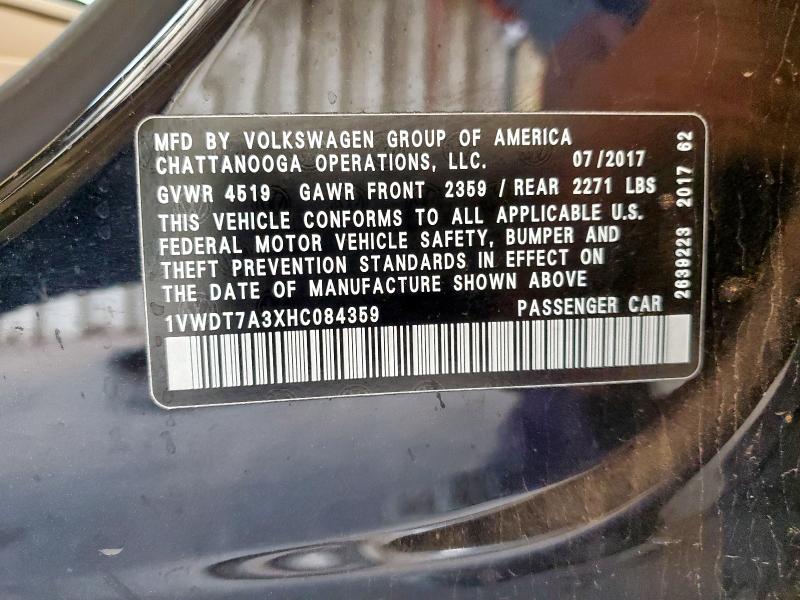 MFD BY VOLKSWAGEN GROUP OF AMERICA
CHATTANOOGA OPERATIONS, LLC. 07/2017
GVWR 4519 GAWR FRONT 2359 / REAR 2271 LBS
THIS VEHICLE CONFORMS TO ALL APPLICABLE U.S.
FEDERAL MOTOR VEHICLE SAFETY, BUMPER AND
THEFT PREVENTION STANDARDS IN EFFECT ON
THE DATE OF MANUFACTURE SHOWN ABOVE
1VWDT7A3XHC084359 PASSENGER CAR
2639223 2017 62